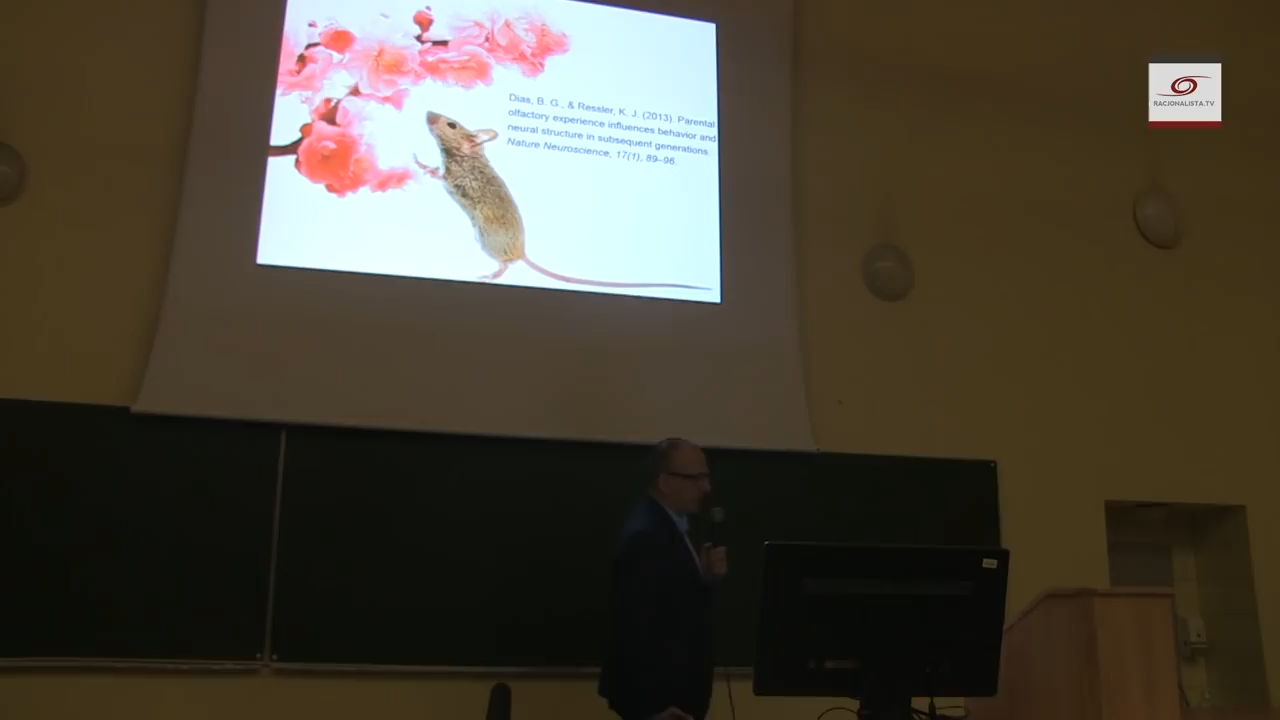 Dias, B. G., & Ressler, K. J. (2013). Parental
olfactory experience influences behavior and
neural structure in subsequent generations.
Nature Neuroscience, 17(1), 89–96.
RACJONALISTA.TV